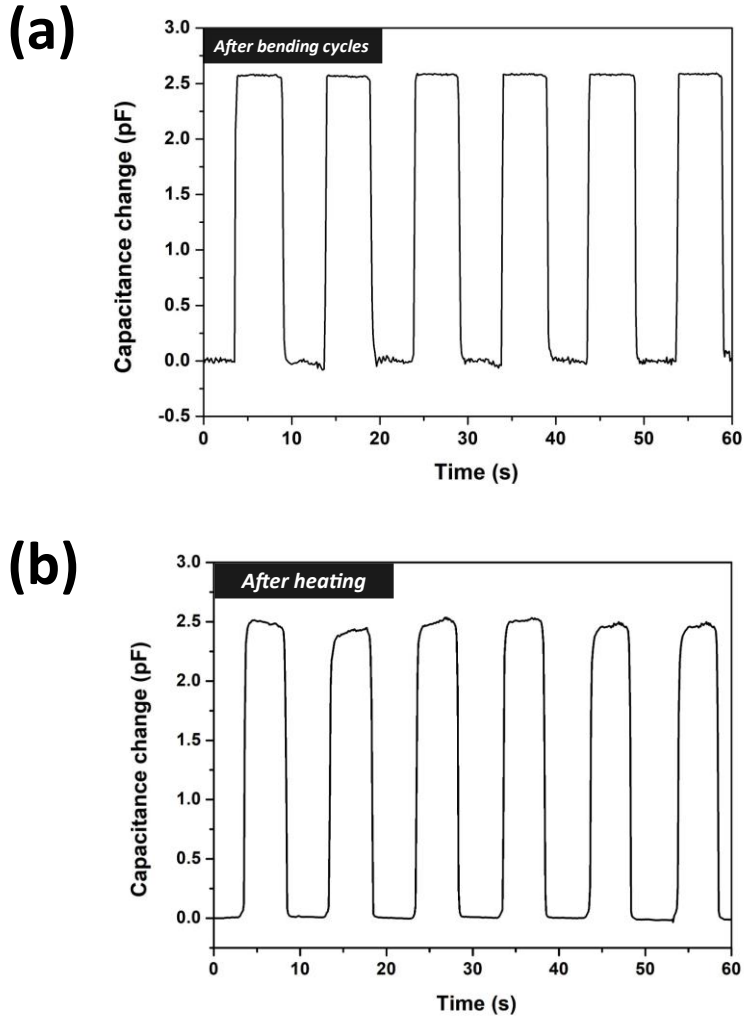 (a)
After bending cycles
3.0
2.5
2.0
1.5
1.0
0.5
0.0
-0.5
Capacitance change (pF)
0 10 20 30 40 50 60
Time (s)
(b)
After heating
3.0
2.5
2.0
1.5
1.0
0.5
0.0
Capacitance change (pF)
0 10 20 30 40 50 60
Time (s)